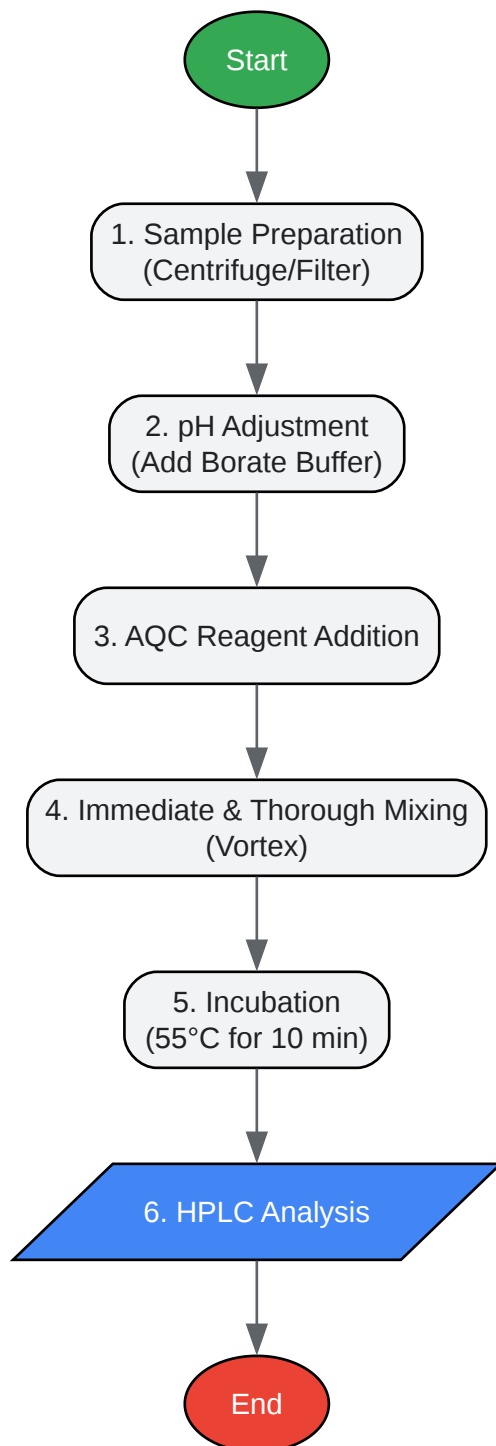 Start
1. Sample Preparation
(Centrifuge/Filter)
2. pH Adjustment
(Add Borate Buffer)
3. AQC Reagent Addition
4. Immediate & Thorough Mixing
(Vortex)
5. Incubation
(55°C for 10 min)
6. HPLC Analysis
End